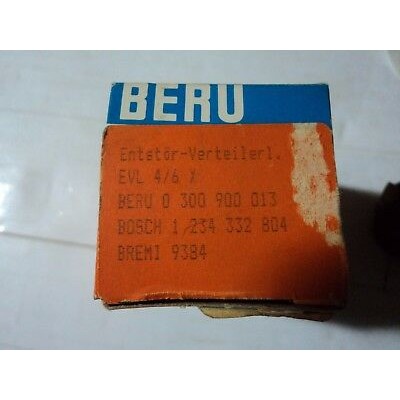 BERU
Entstör-Verteilerl.
EVL 4/6 X
BERU 0 300 900 013
BOSCH 1 234 332 804
BREMI 9384